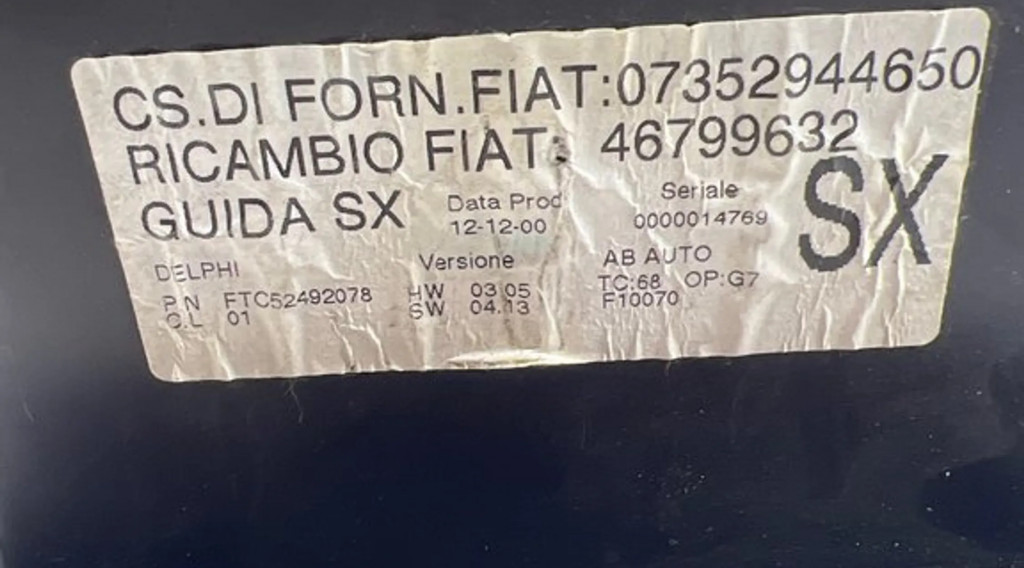 CS.DI FORN.FIAT:07352944650
RICAMBIO FIAT: 46799632
GUIDA SX
Data Prod
12-12-00
Seriale
0000014769
SX
DELPHI
P N FTC52492078
C.L 01
Versione
HW 03.05
SW 04.13
AB AUTO
TC:68 OP:G7
F10070